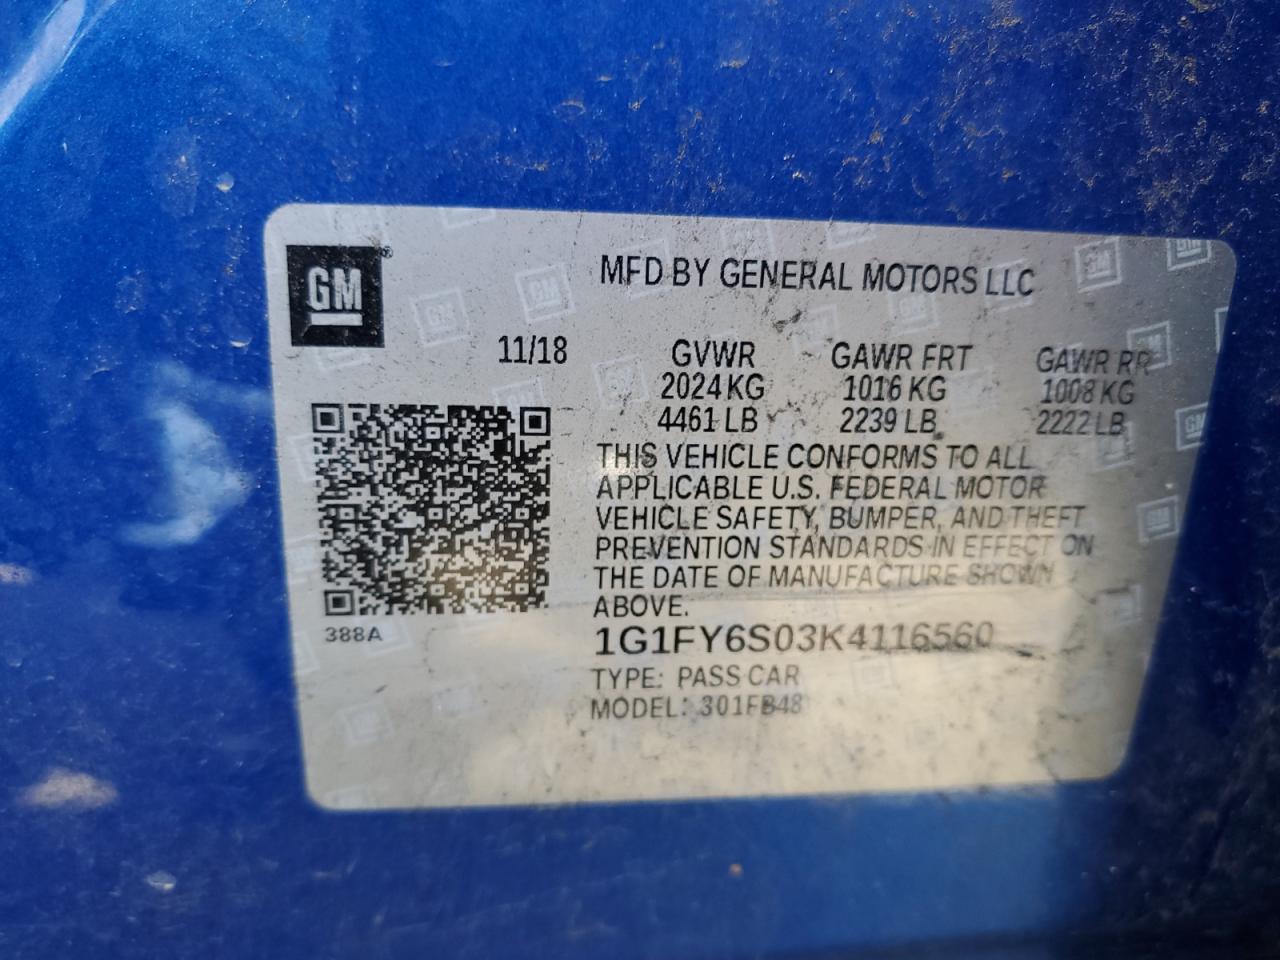 GM
MFD BY GENERAL MOTORS LLC
11/18
GVWR GAWR FRT GAWR RR
2024 KG 1016 KG 1008 KG
4461 LB 2239 LB 2222 LB
THIS VEHICLE CONFORMS TO ALL
APPLICABLE U.S. FEDERAL MOTOR
VEHICLE SAFETY, BUMPER, AND THEFT
PREVENTION STANDARDS IN EFFECT ON
THE DATE OF MANUFACTURE SHOWN
ABOVE.
388A
1G1FY6S03K4116560
TYPE: PASS CAR
MODEL: 301FB48